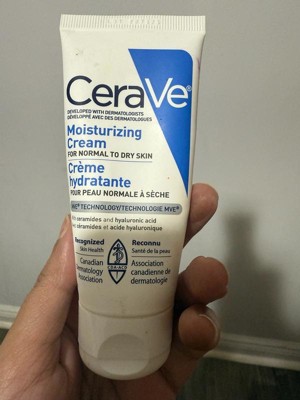 CeraVe®
DEVELOPED WITH DERMATOLOGISTS
DÉVELOPPÉ AVEC DES DERMATOLOGUES
Moisturizing
Cream
FOR NORMAL TO DRY SKIN
Crème
hydratante
POUR PEAU NORMALE À SÈCHE
MVE® TECHNOLOGY/TECHNOLOGIE MVE®
ceramides and hyaluronic acid
céramides et acide hyaluronique
Recognized
Skin Health
Canadian
Dermatology
Association
Reconnu
Santé de la peau
Association
canadienne de
dermatologie